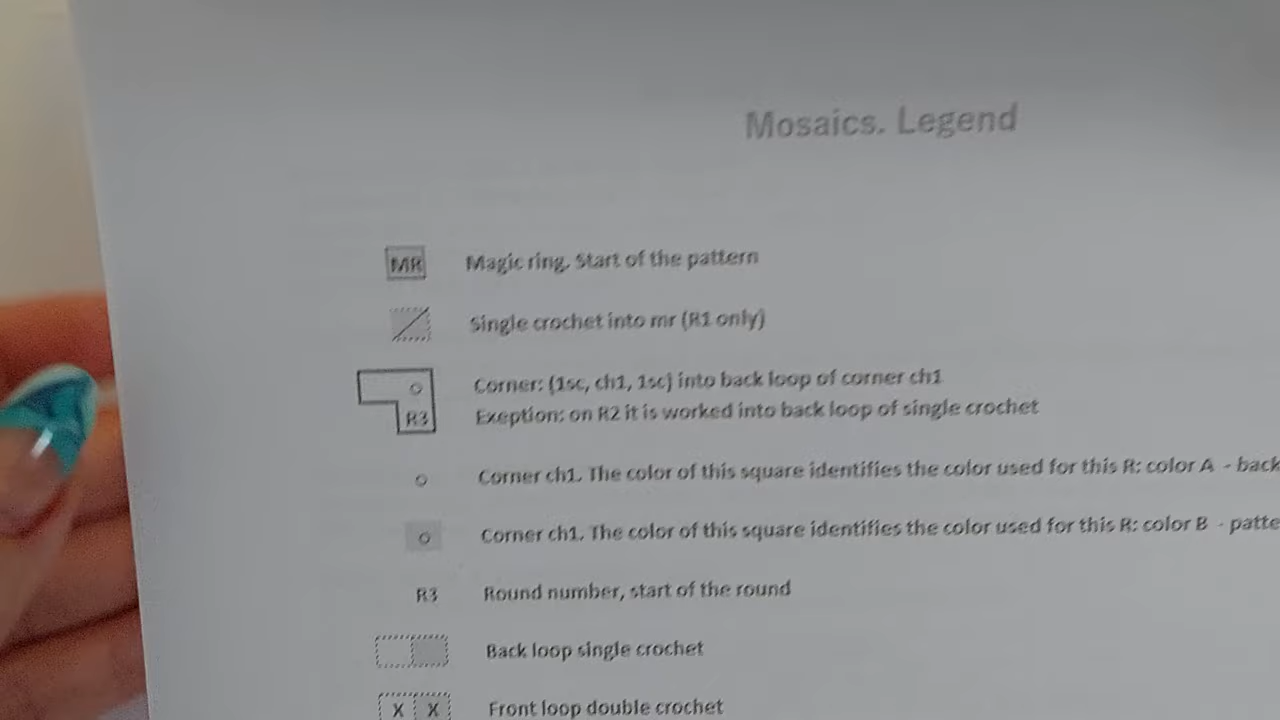 Mosaics. Legend
MR Magic ring. Start of the pattern
Single crochet into mr (R1 only)
Corner: (1sc, ch1, 1sc) into back loop of corner ch1
R3 Exeption: on R2 it is worked into back loop of single crochet
Corner ch1. The color of this square identifies the color used for this R: color A - back
Corner ch1. The color of this square identifies the color used for this R: color B - patte
R3 Round number, start of the round
Back loop single crochet
X X Front loop double crochet